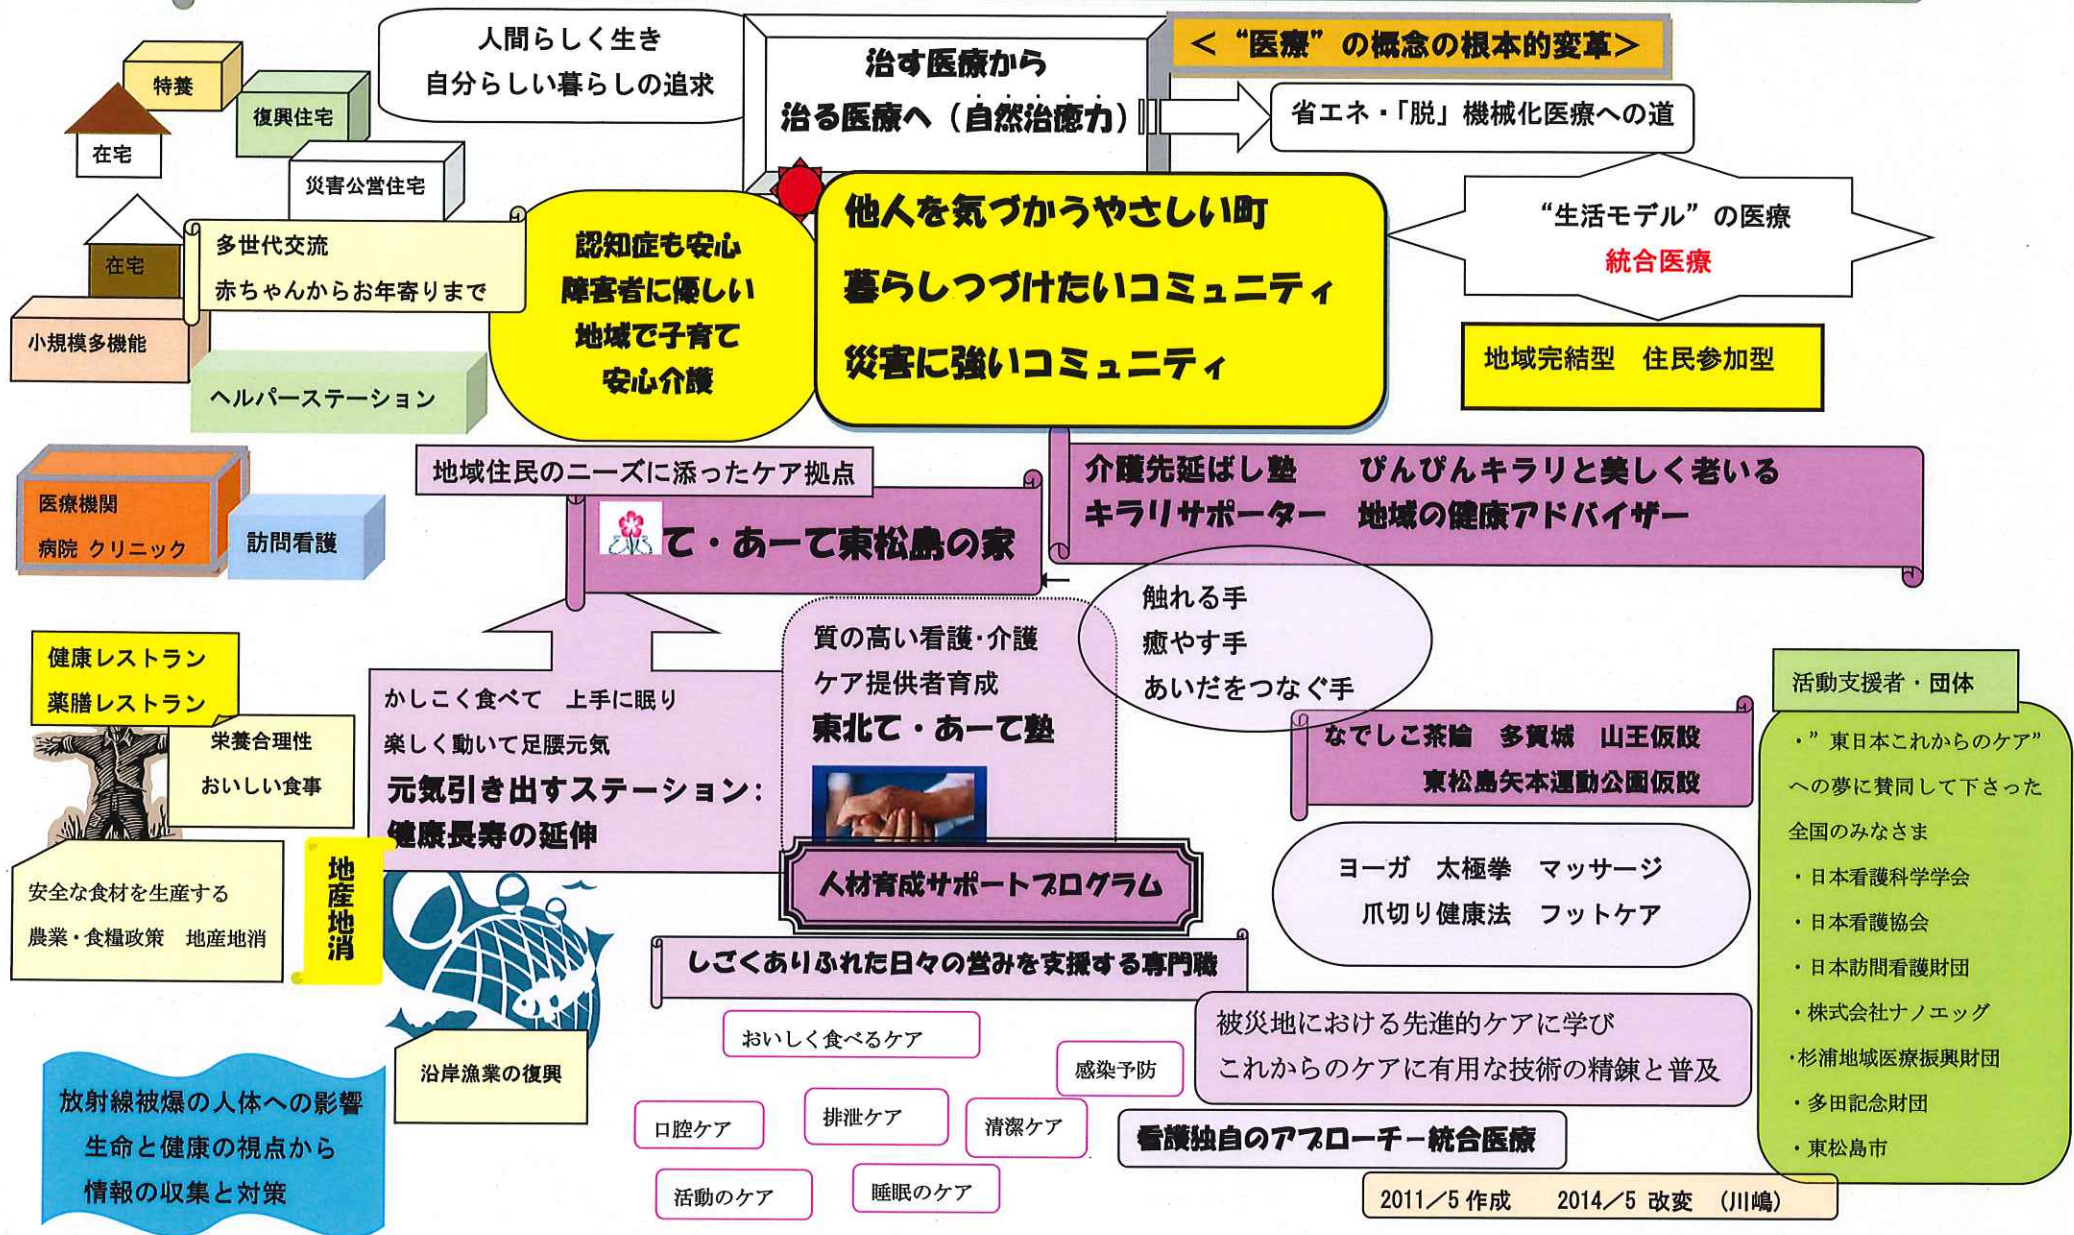 人間らしく生き
自分らしい暮らしの追求
治す医療から
治る医療へ（自然治癒力）
＜“医療”の概念の根本的変革＞
省エネ・「脱」機械化医療への道
特養
復興住宅
在宅
災害公営住宅
在宅
多世代交流
赤ちゃんからお年寄りまで
小規模多機能
ヘルパーステーション
認知症も安心
障害者に優しい
地域で子育て
安心介護
他人を気づかうやさしい町
暮らしつづけたいコミュニティ
災害に強いコミュニティ
“生活モデル”の医療
統合医療
地域完結型　住民参加型
医療機関
病院 クリニック
訪問看護
地域住民のニーズに添ったケア拠点
て・あーて東松島の家
介護先延ばし塾　ぴんぴんキラリと美しく老いる
キラリサポーター　地域の健康アドバイザー
触れる手
癒やす手
あいだをつなぐ手
健康レストラン
薬膳レストラン
栄養合理性
おいしい食事
かしこく食べて　上手に眠り
楽しく動いて足腰元気
元気引き出すステーション：
健康長寿の延伸
質の高い看護・介護
ケア提供者育成
東北て・あーて塾
人材育成サポートプログラム
なでしこ茶論　多賀城　山王仮設
東松島矢本運動公園仮設
ヨーガ　太極拳　マッサージ
爪切り健康法　フットケア
活動支援者・団体
・”東日本これからのケア”
への夢に賛同して下さった
全国のみなさま
・日本看護科学学会
・日本看護協会
・日本訪問看護財団
・株式会社ナノエッグ
・杉浦地域医療振興財団
・多田記念財団
・東松島市
安全な食材を生産する
農業・食糧政策　地産地消
地産地消
沿岸漁業の復興
しごくありふれた日々の営みを支援する専門職
おいしく食べるケア
感染予防
口腔ケア
排泄ケア
清潔ケア
活動のケア
睡眠のケア
被災地における先進的ケアに学び
これからのケアに有用な技術の精錬と普及
看護独自のアプローチ－統合医療
放射線被爆の人体への影響
生命と健康の視点から
情報の収集と対策
2011／5 作成　2014／5 改変　（川嶋）